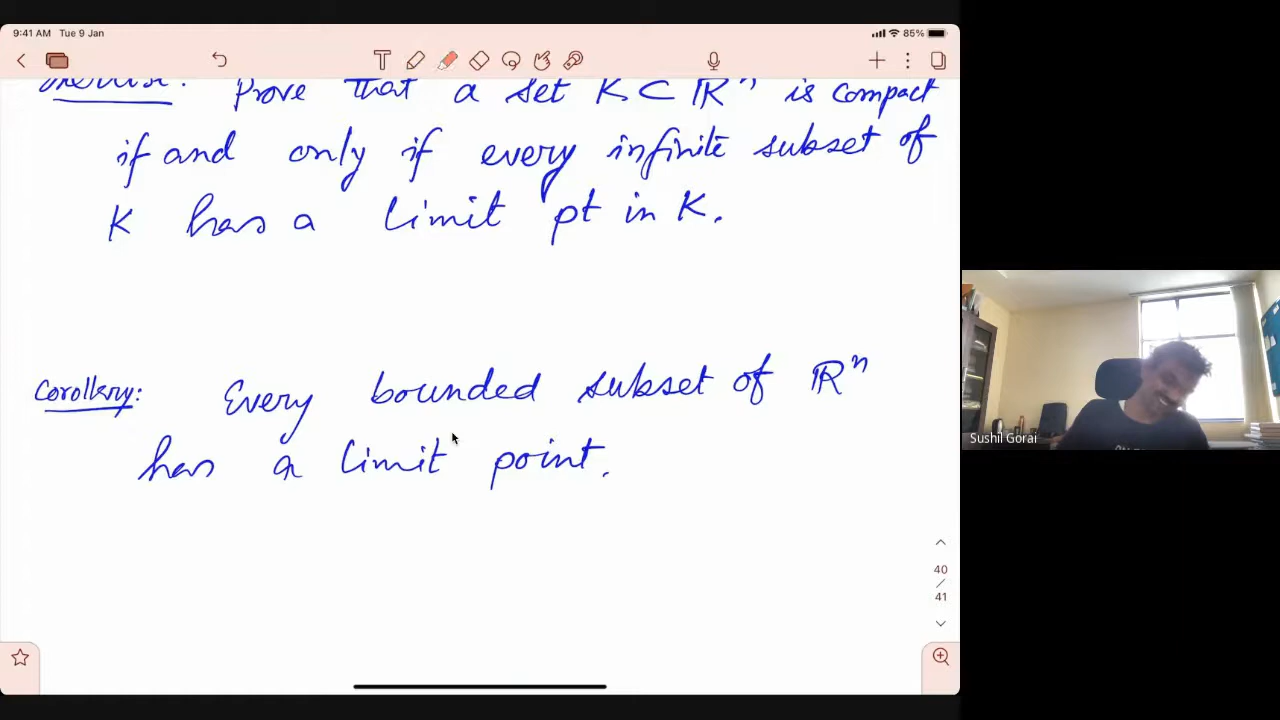 9:41 AM Tue 9 Jan
85%
T
: Prove that a set K ⊂ ℝⁿ is compact
if and only if every infinite subset of
K has a limit pt in K.
Corollery: Every bounded subset of ℝⁿ
has a limit point.
Sushil Gorai
40
/
41